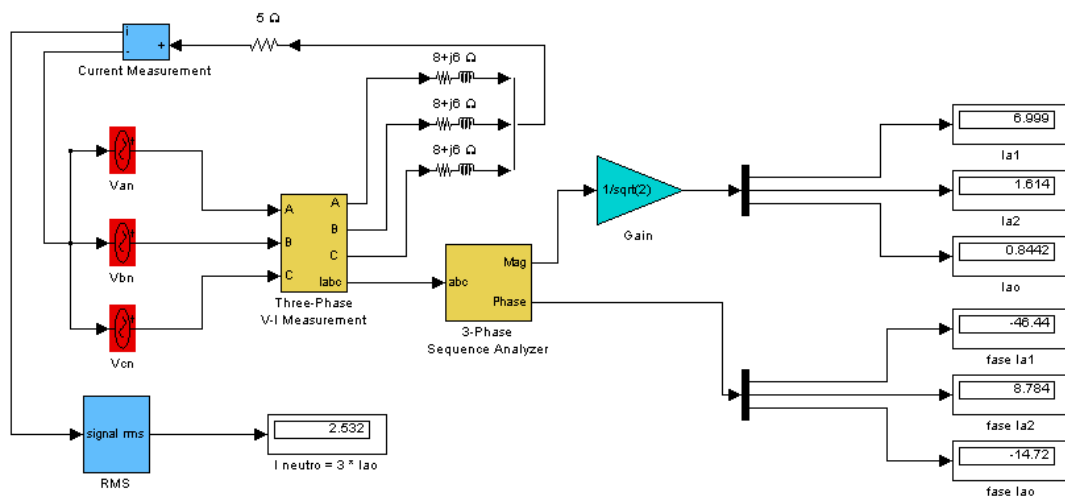 5 Ω
i
+
-
Current Measurement
8+j6 Ω
8+j6 Ω
8+j6 Ω
Van
Vbn
Vcn
A
B
C
A
B
C
Iabc
Three-Phase
V-I Measurement
abc
Mag
Phase
3-Phase
Sequence Analyzer
1/sqrt(2)
Gain
6.999
Ia1
1.614
Ia2
0.8442
Iao
-46.44
fase Ia1
8.784
fase Ia2
-14.72
fase Iao
signal rms
RMS
2.532
I neutro = 3 * Iao